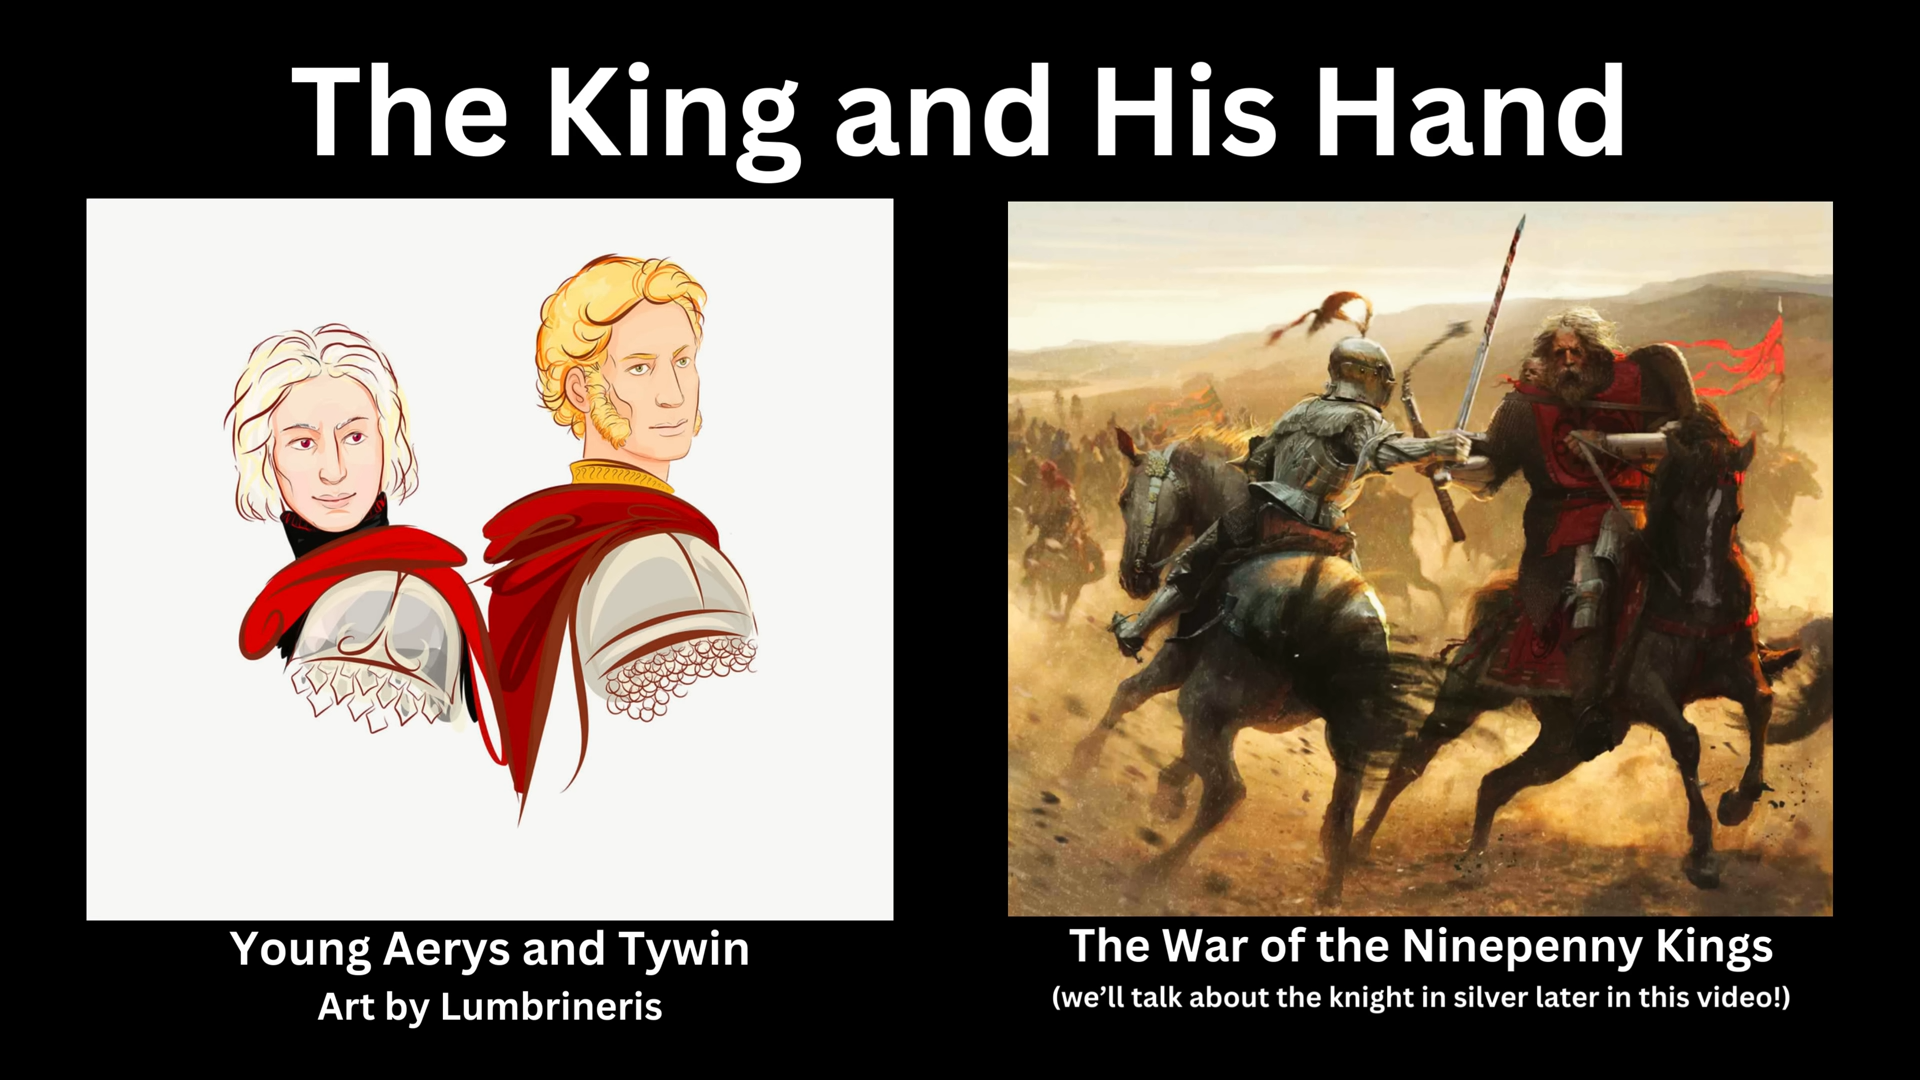 The King and His Hand
Young Aerys and Tywin
Art by Lumbrineris
The War of the Ninepenny Kings
(we’ll talk about the knight in silver later in this video!)